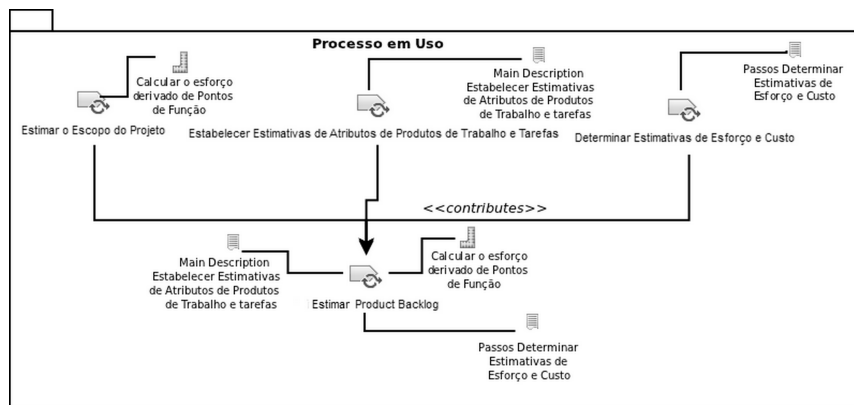 Processo em Uso
Calcular o esforço
derivado de Pontos
de Função
Estimar o Escopo do Projeto
Main Description
Estabelecer Estimativas
de Atributos de Produtos
de Trabalho e tarefas
Estabelecer Estimativas de Atributos de Produtos de Trabalho e Tarefas
Passos Determinar
Estimativas de
Esforço e Custo
Determinar Estimativas de Esforço e Custo
<<contributes>>
Main Description
Estabelecer Estimativas
de Atributos de Produtos
de Trabalho e tarefas
Calcular o esforço
derivado de Pontos
de Função
Estimar Product Backlog
Passos Determinar
Estimativas de
Esforço e Custo